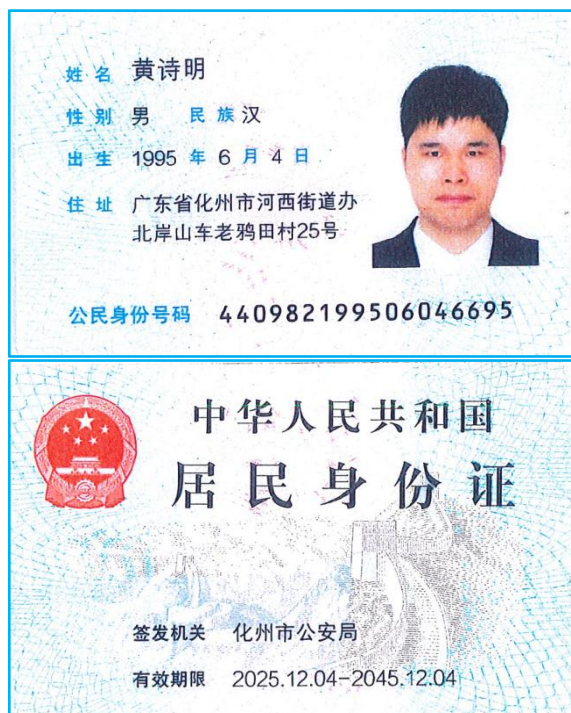 姓名 黄诗明
性别 男 民族 汉
出生 1995 年 6 月 4 日
住址 广东省化州市河西街道办
北岸山车老鸦田村25号
公民身份号码 440982199506046695
中华人民共和国
居民身份证
签发机关 化州市公安局
有效期限 2025.12.04-2045.12.04